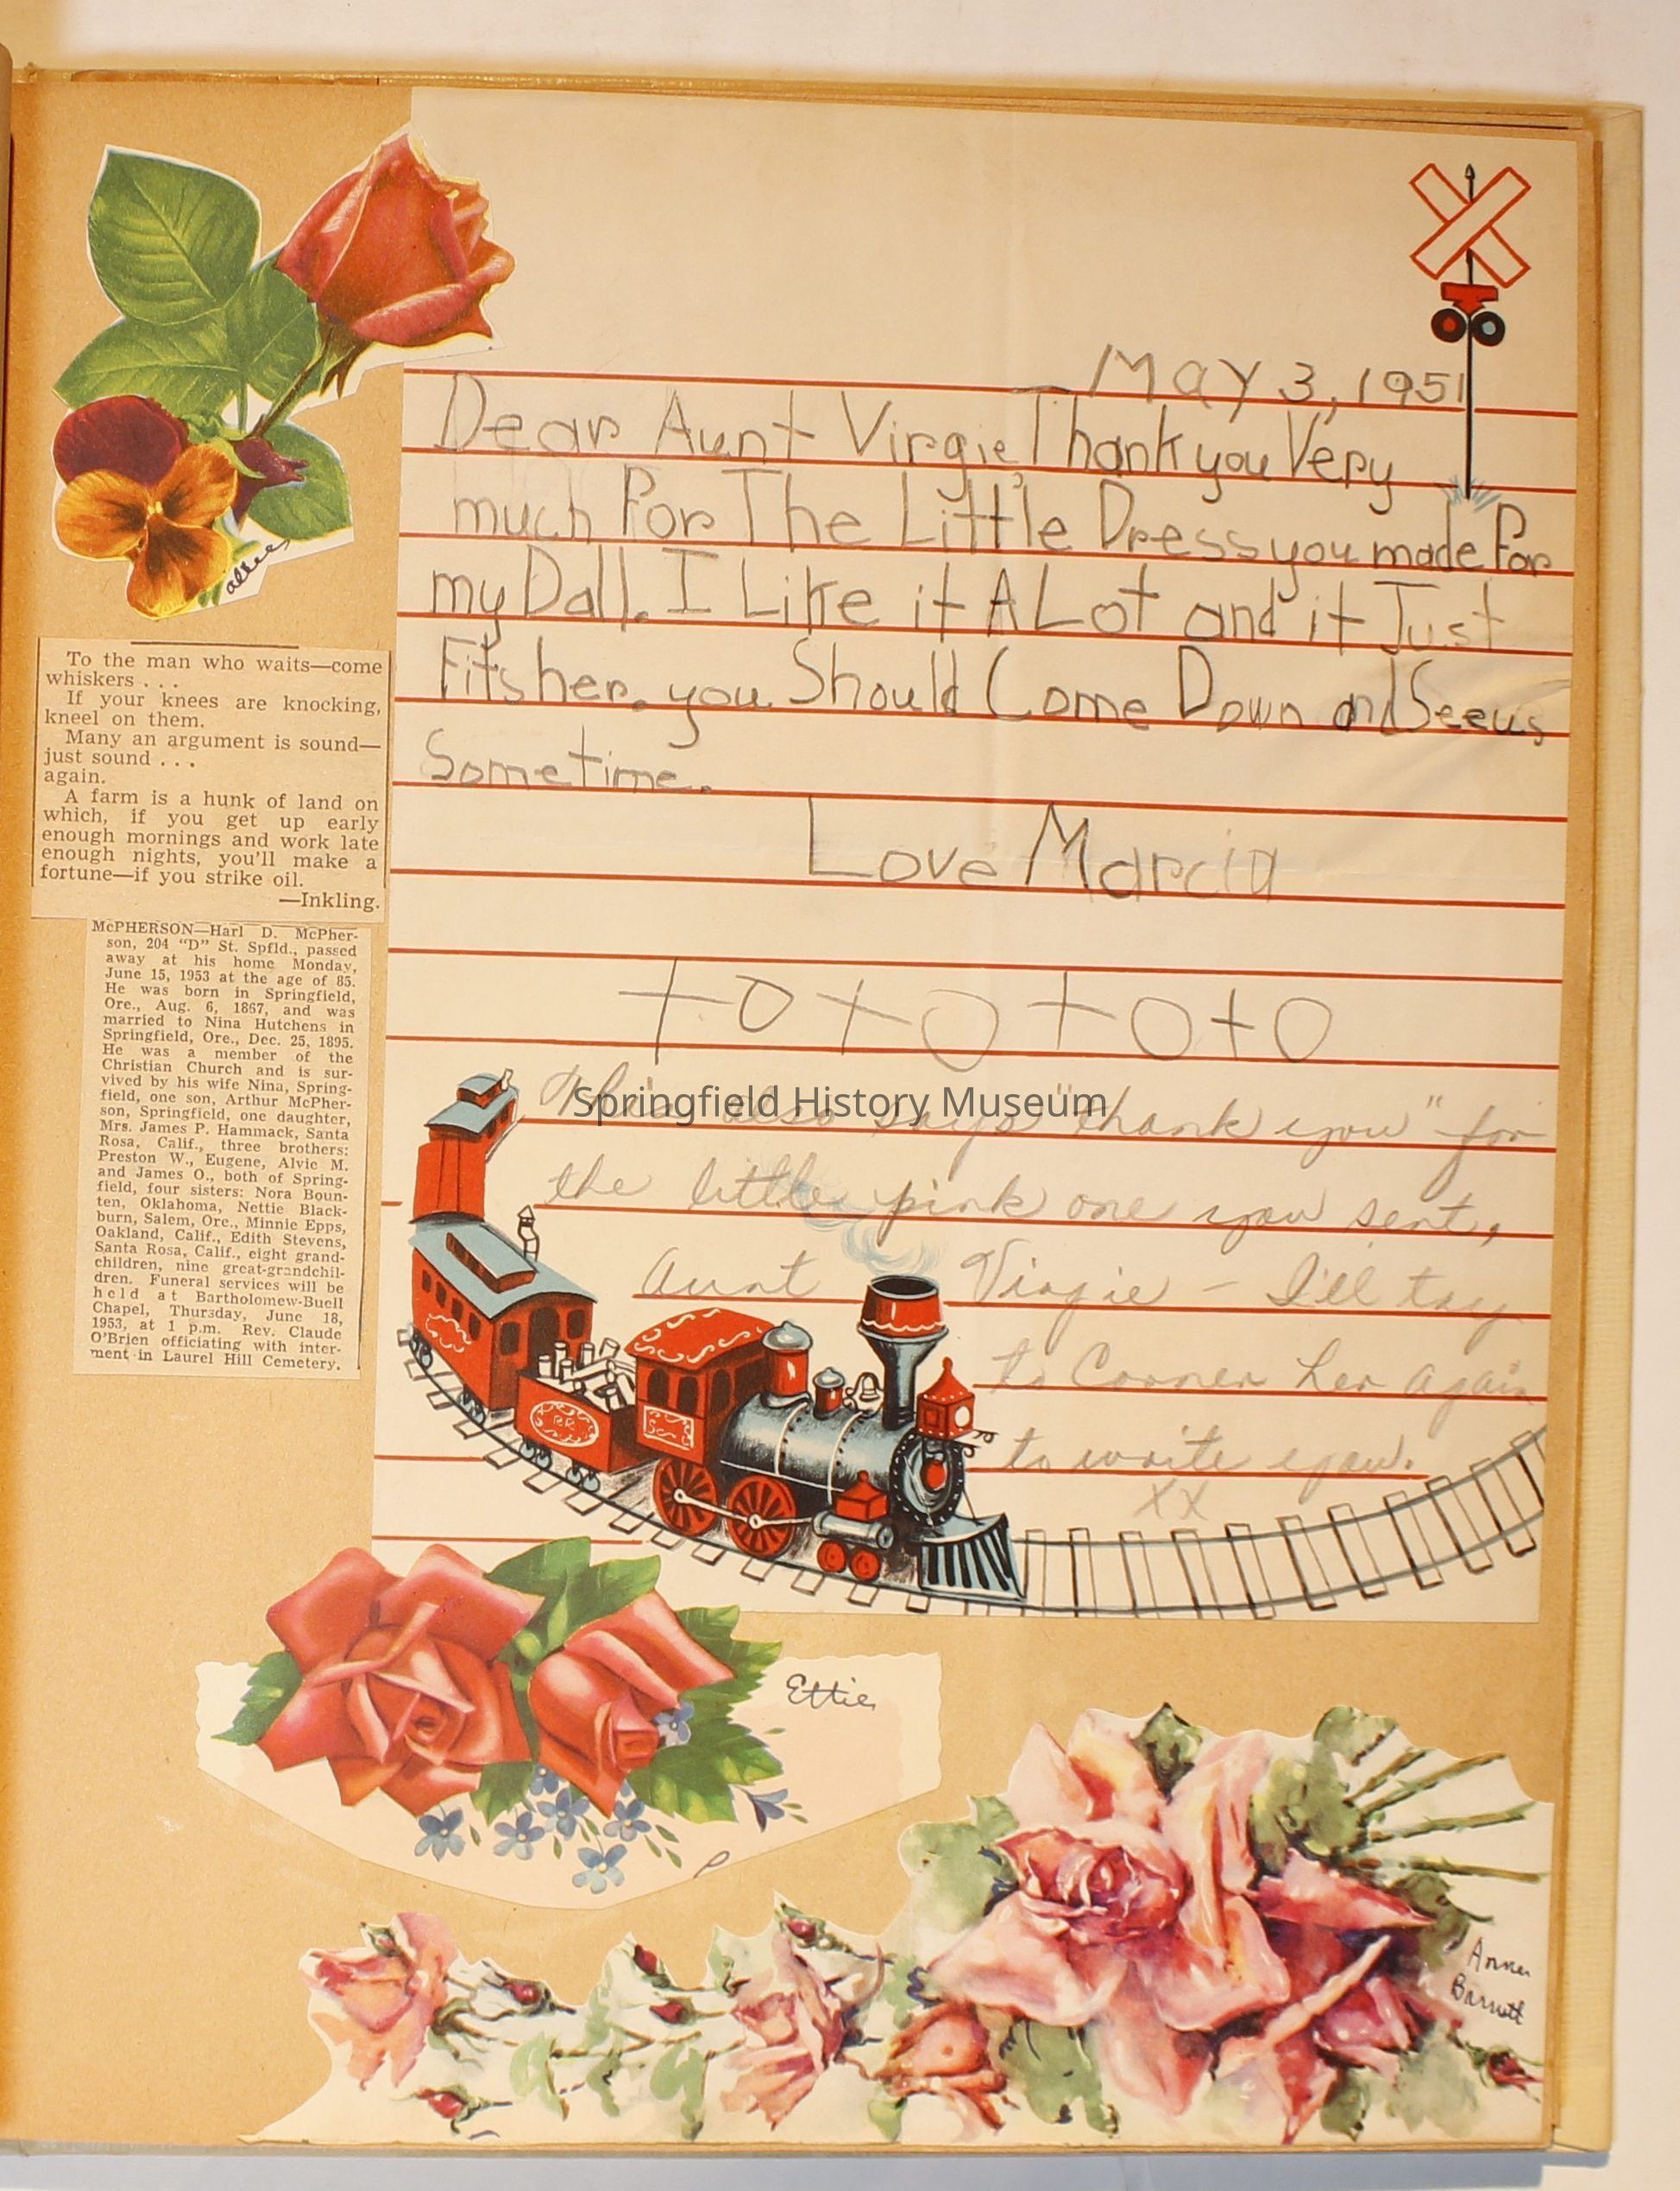 alice
To the man who waits—come
whiskers . . .
If your knees are knocking,
kneel on them.
Many an argument is sound—
just sound . . .
again.
A farm is a hunk of land on
which, if you get up early
enough mornings and work late
enough nights, you'll make a
fortune—if you strike oil.
—Inkling.
McPHERSON—Harl D. McPher-
son, 204 "D" St. Spfld., passed
away at his home Monday,
June 15, 1953 at the age of 85.
He was born in Springfield,
Ore., Aug. 6, 1867, and was
married to Nina Hutchens in
Springfield, Ore., Dec. 25, 1895.
He was a member of the
Christian Church and is sur-
vived by his wife Nina, Spring-
field, one son, Arthur McPher-
son, Springfield, one daughter,
Mrs. James P. Hammack, Santa
Rosa, Calif., three brothers:
Preston W., Eugene, Alvie M.
and James O., both of Spring-
field, four sisters: Nora Boun-
ten, Oklahoma, Nettie Black-
burn, Salem, Ore., Minnie Epps,
Oakland, Calif., Edith Stevens,
Santa Rosa, Calif., eight grand-
children, nine great-grandchil-
dren. Funeral services will be
held at Bartholomew-Buell
Chapel, Thursday, June 18,
1953, at 1 p.m. Rev. Claude
O'Brien officiating with inter-
ment in Laurel Hill Cemetery.
May 3, 1951
Dear Aunt Virgie, Thank you Very
much For The Little Dress you made For
my Doll. I Like it A Lot and it Just
Fits her. you Should Come Down and See us
Sometime.
Love Marcia
+O+O+O+O
This also says "thank you" for
Springfield History Museum
the little pink one you sent,
Aunt Virgie — I'll try
to Corner her again
to write you.
XX
Ettie
Anna
Barnett